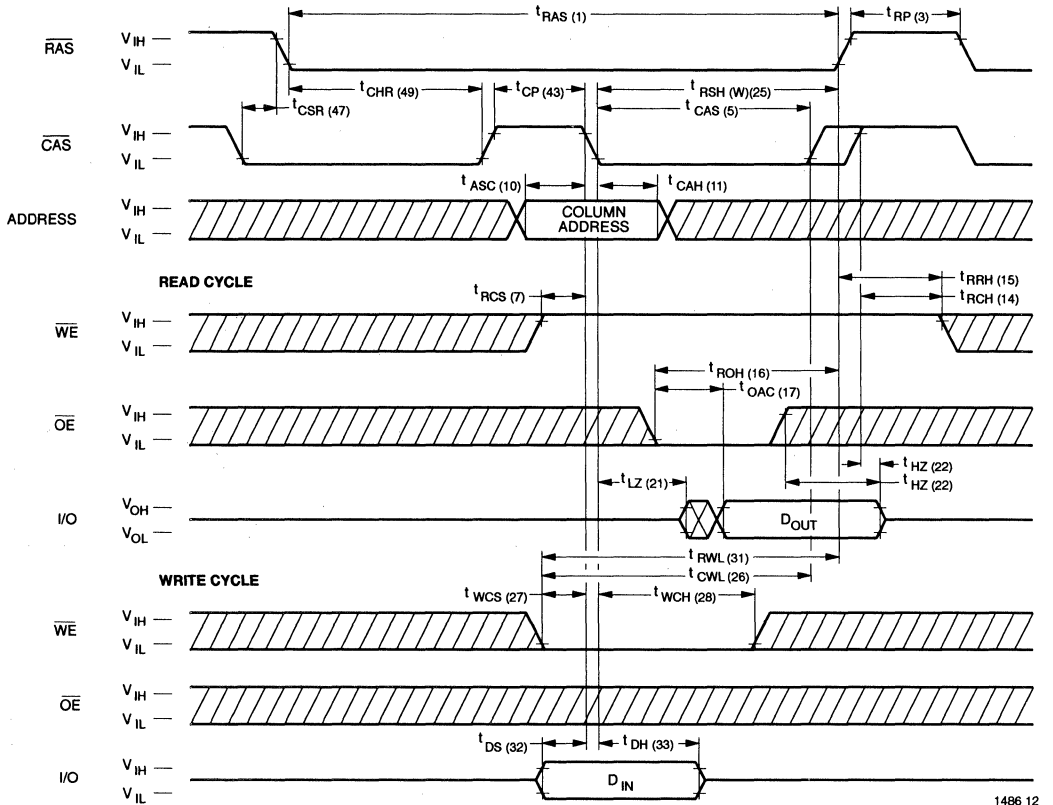 t RAS (1)
t RP (3)
RAS
V IH
V IL
t CHR (49)
t CP (43)
t RSH (W)(25)
t CSR (47)
t CAS (5)
CAS
V IH
V IL
t ASC (10)
t CAH (11)
ADDRESS
V IH
V IL
COLUMN
ADDRESS
READ CYCLE
t RCS (7)
t RRH (15)
t RCH (14)
WE
V IH
V IL
t ROH (16)
t OAC (17)
OE
V IH
V IL
t HZ (22)
t HZ (22)
t LZ (21)
I/O
VOH
VOL
DOUT
t RWL (31)
t CWL (26)
WRITE CYCLE
t WCS (27)
t WCH (28)
WE
V IH
V IL
OE
V IH
V IL
t DS (32)
t DH (33)
I/O
V IH
V IL
D IN
1486 12